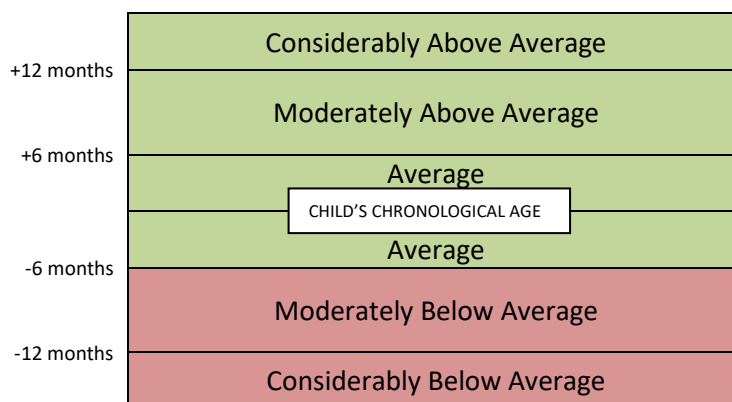 Considerably Above Average
+12 months
Moderately Above Average
+6 months
Average
CHILD’S CHRONOLOGICAL AGE
Average
-6 months
Moderately Below Average
-12 months
Considerably Below Average